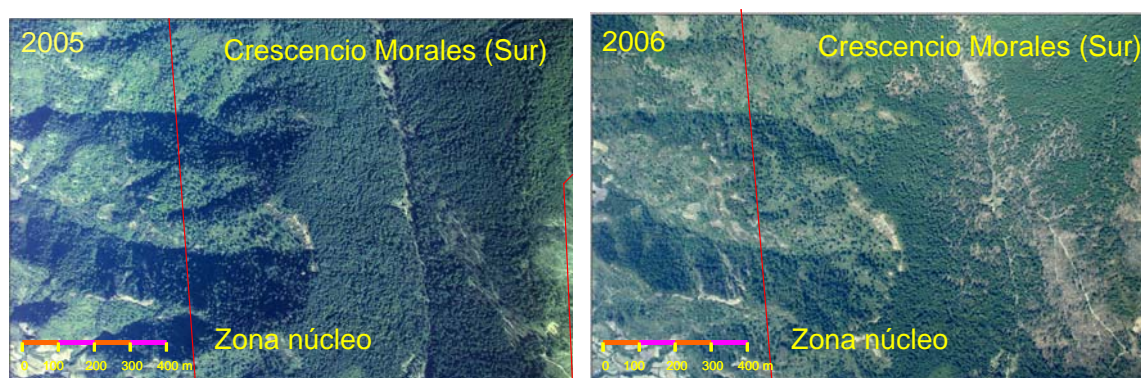 2005
Crescencio Morales (Sur)
Zona núcleo
0 100 200 300 400 m
2006
Crescencio Morales (Sur)
Zona núcleo
0 100 200 300 400 m